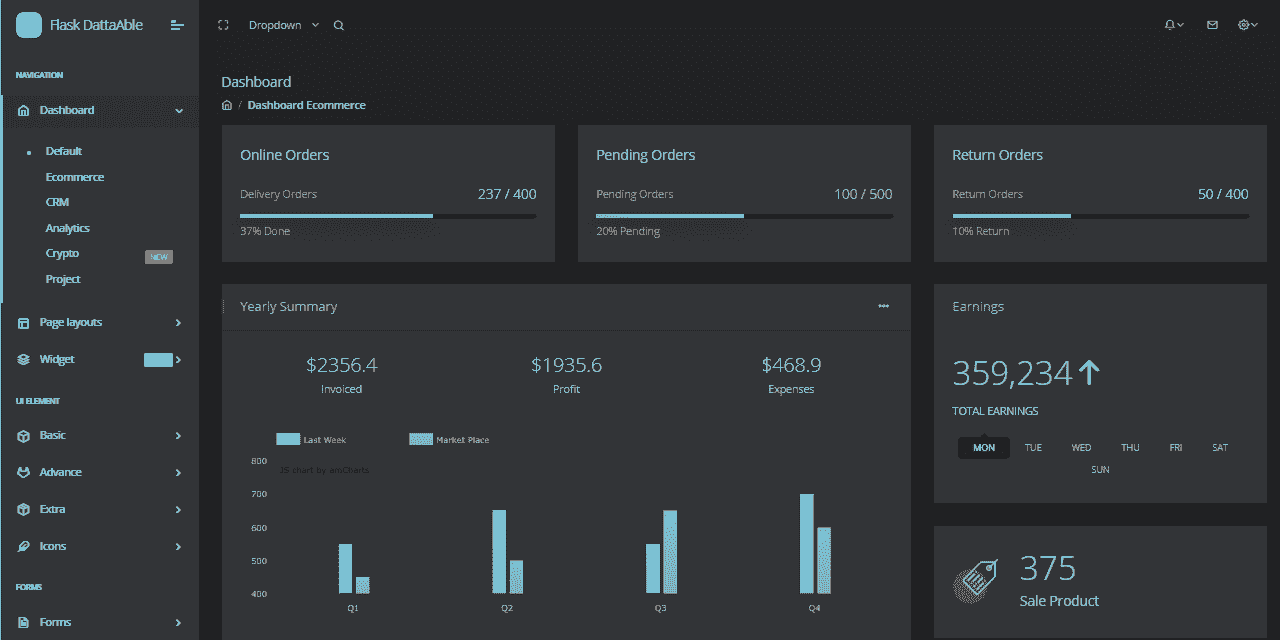 Flask DattaAble
Dropdown
NAVIGATION
Dashboard
Default
Ecommerce
CRM
Analytics
Crypto
NEW
Project
Page layouts
Widget
UI ELEMENT
Basic
Advance
Extra
Icons
FORMS
Forms
Dashboard
/ Dashboard Ecommerce
Online Orders
Delivery Orders 237 / 400
37% Done
Pending Orders
Pending Orders 100 / 500
20% Pending
Return Orders
Return Orders 50 / 400
10% Return
Yearly Summary
$2356.4 $1935.6 $468.9
Invoiced Profit Expenses
Last Week Market Place
800
JS chart by amCharts
700
600
500
400
Q1 Q2 Q3 Q4
Earnings
359,234
TOTAL EARNINGS
MON TUE WED THU FRI SAT
SUN
375
Sale Product